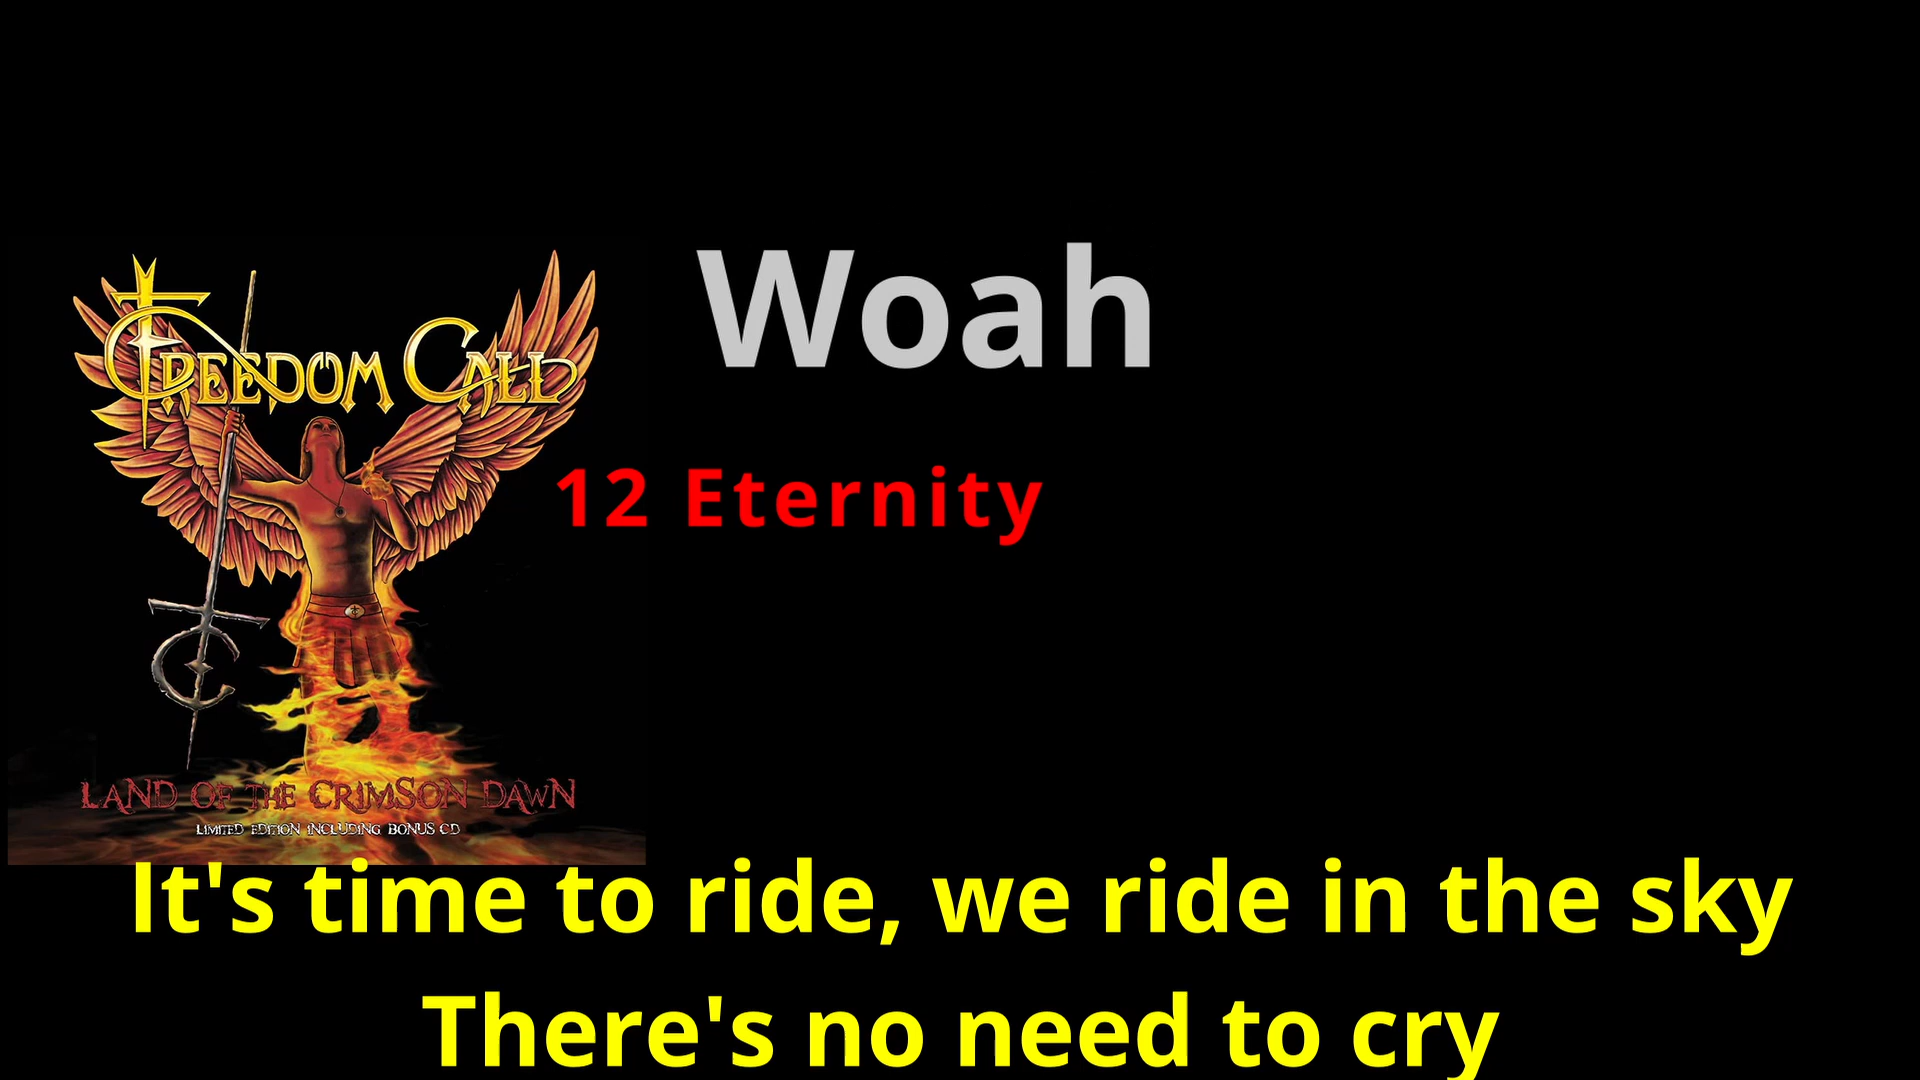 Woah
FREEDOM CALL
12 Eternity
LAND OF THE CRIMSON DAWN
LIMITED EDITION INCLUDING BONUS CD
It's time to ride, we ride in the sky
There's no need to cry